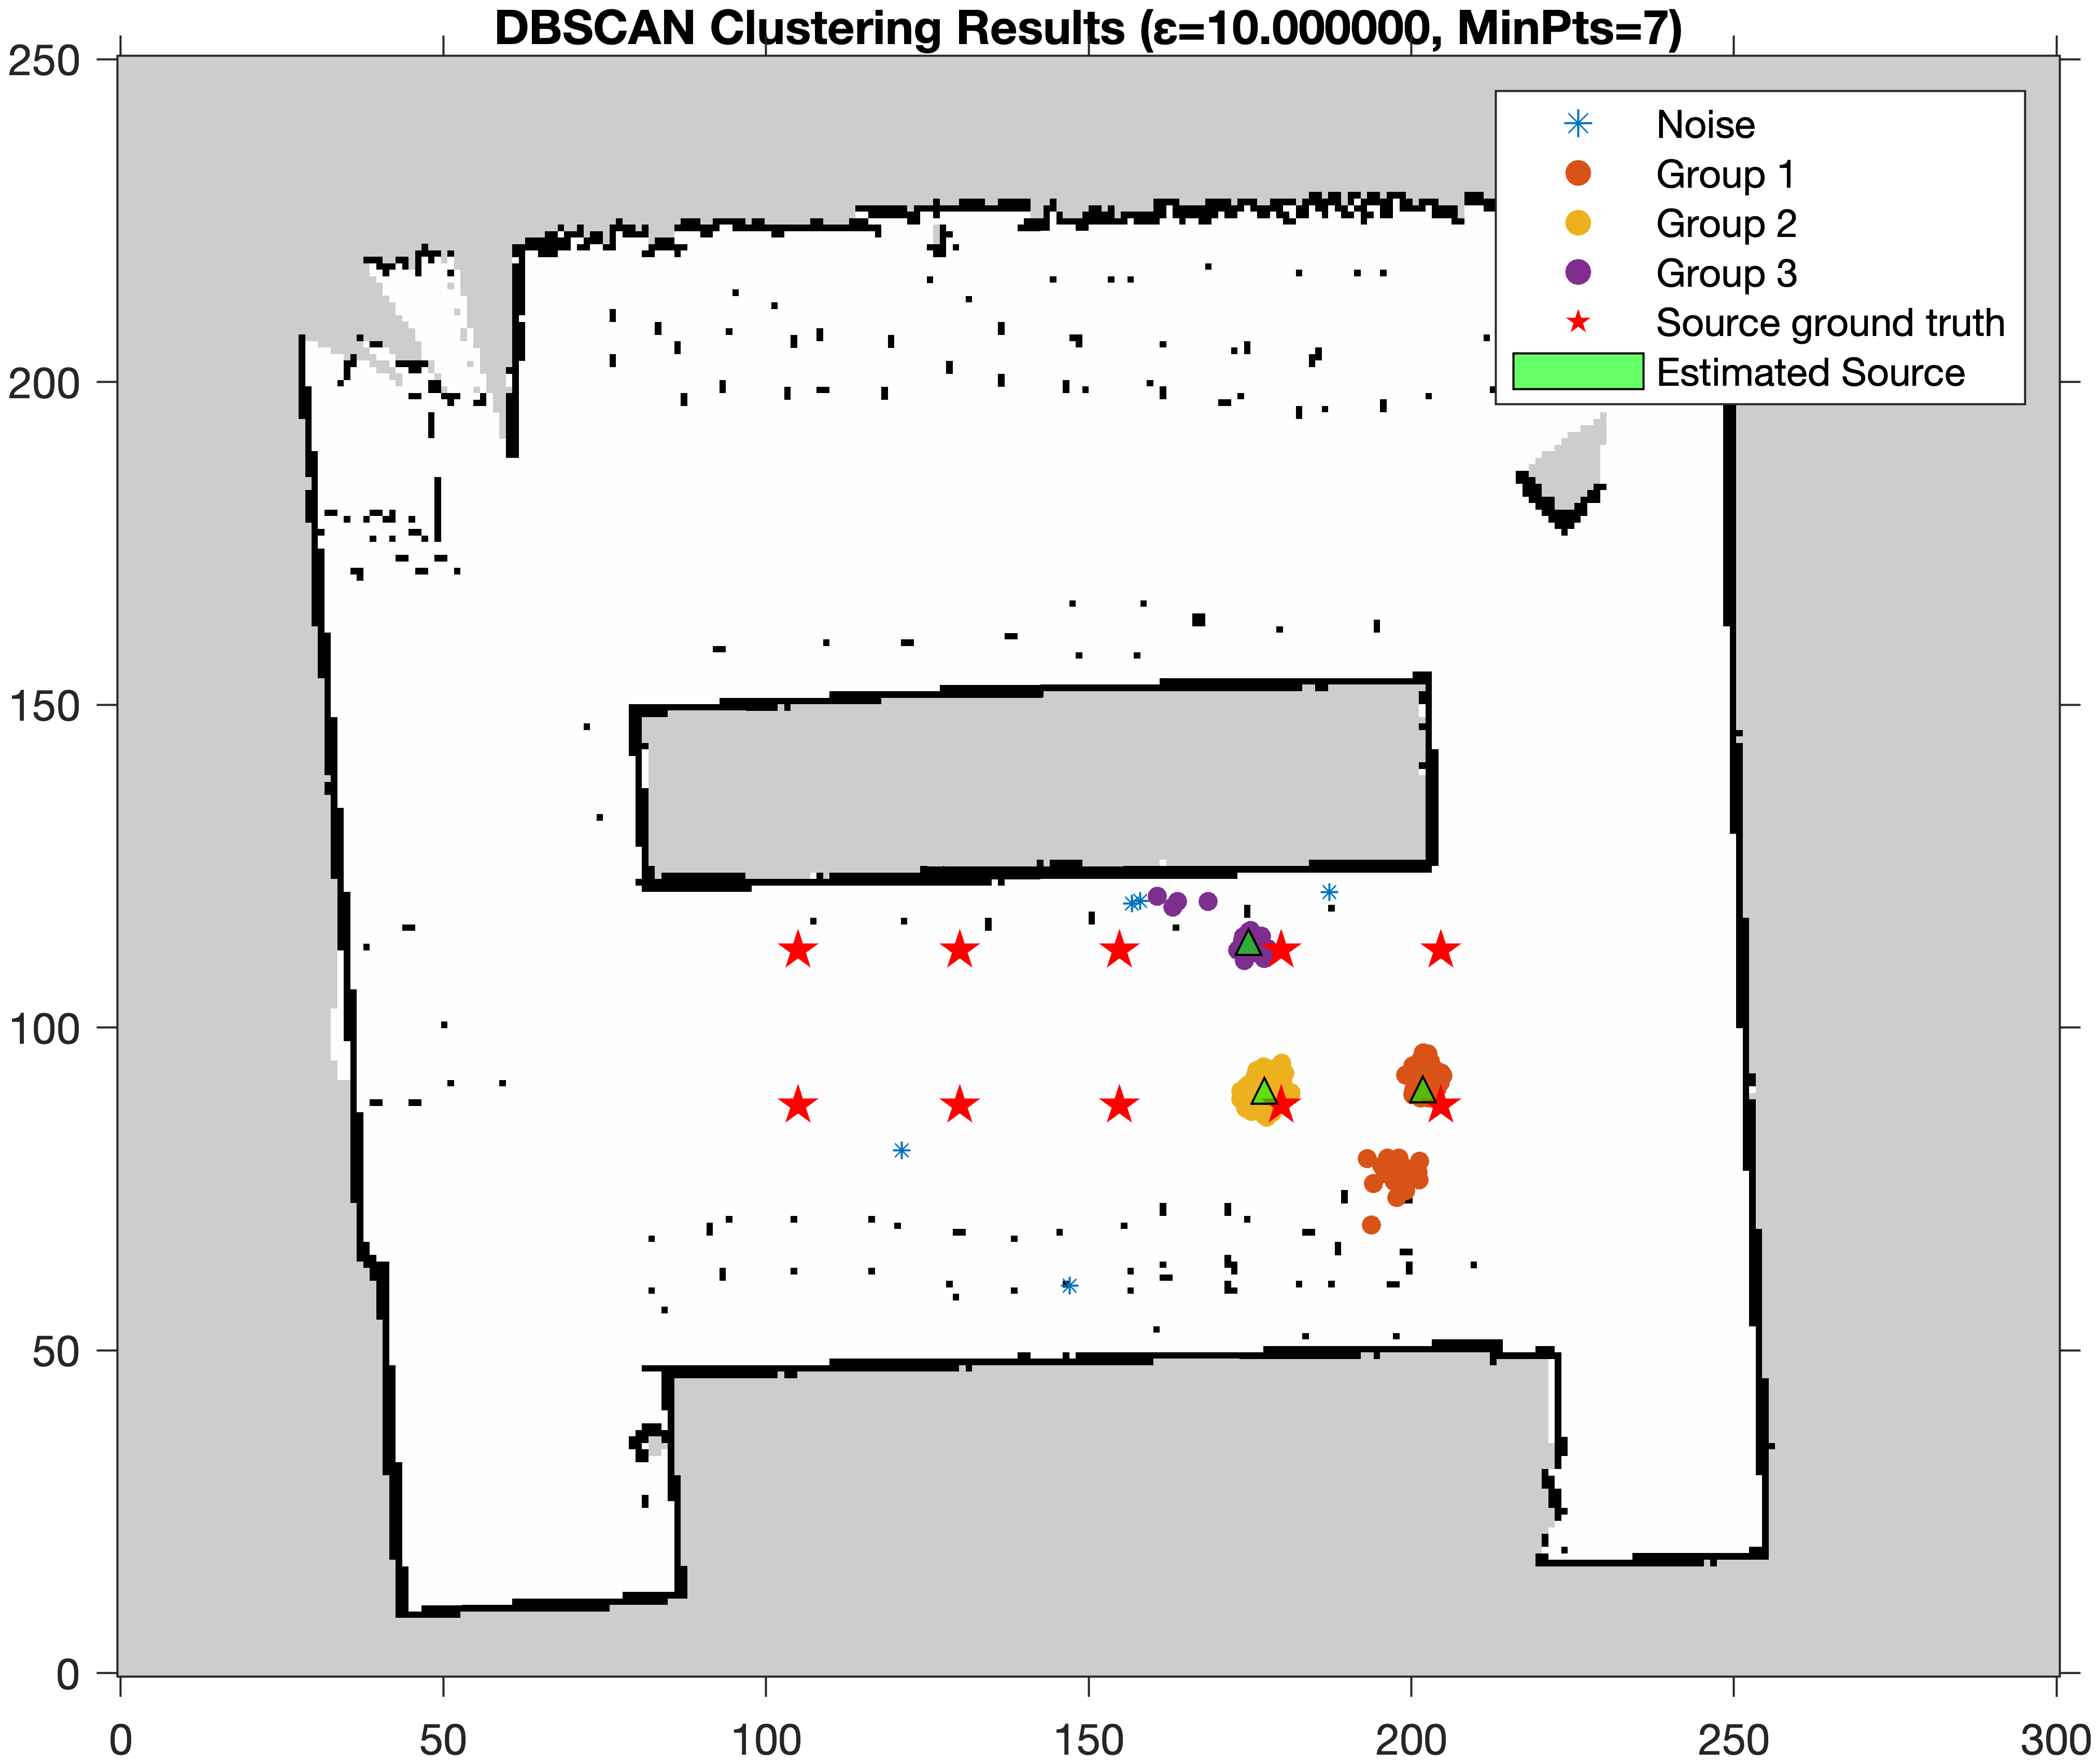 DBSCAN Clustering Results (ε=10.000000, MinPts=7)
250
200
150
100
50
0
Noise
Group 1
Group 2
Group 3
Source ground truth
Estimated Source
0 50 100 150 200 250 300